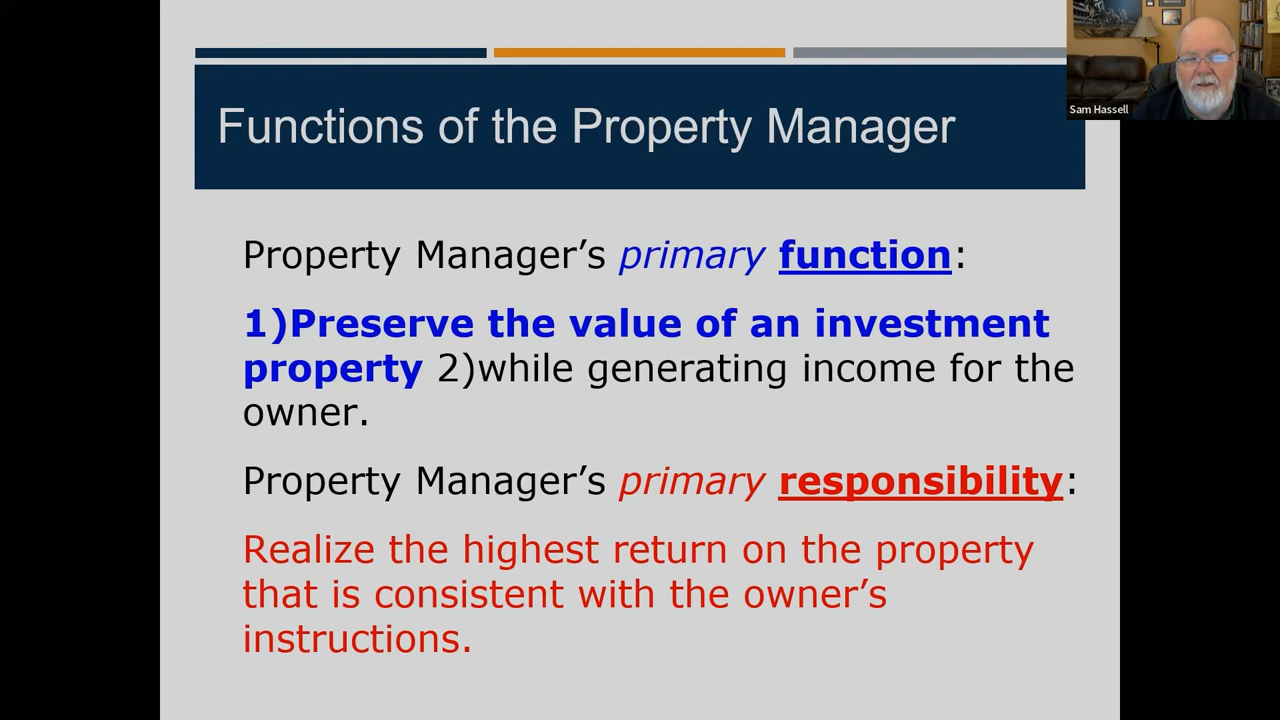 Functions of the Property Manager
Sam Hassell
Property Manager’s primary function:
1)Preserve the value of an investment
property 2)while generating income for the
owner.
Property Manager’s primary responsibility:
Realize the highest return on the property
that is consistent with the owner’s
instructions.